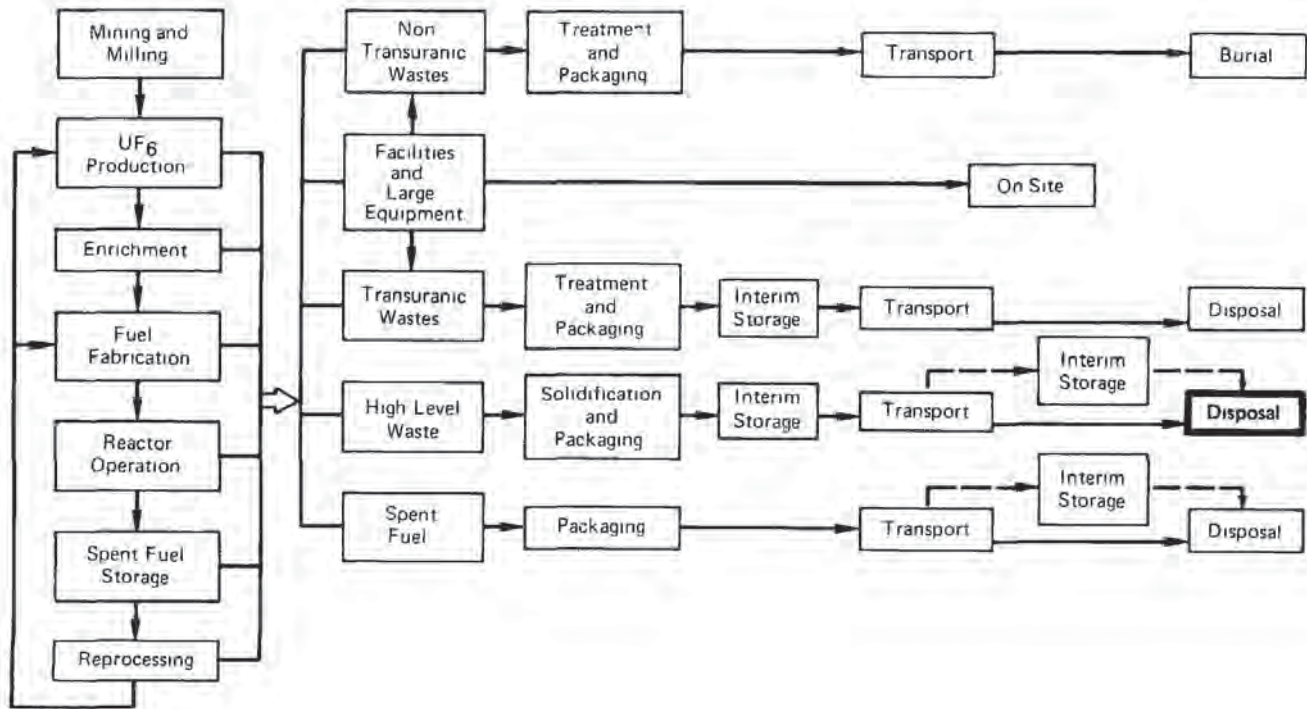 Mining and
Milling
UF6
Production
Enrichment
Fuel
Fabrication
Reactor
Operation
Spent Fuel
Storage
Reprocessing
Non
Transuranic
Wastes
Treatment
and
Packaging
Transport
Burial
Facilities
and
Large
Equipment
On Site
Transuranic
Wastes
Treatment
and
Packaging
Interim
Storage
Transport
Disposal
High Level
Waste
Solidification
and
Packaging
Interim
Storage
Transport
Interim
Storage
Disposal
Spent
Fuel
Packaging
Transport
Interim
Storage
Disposal